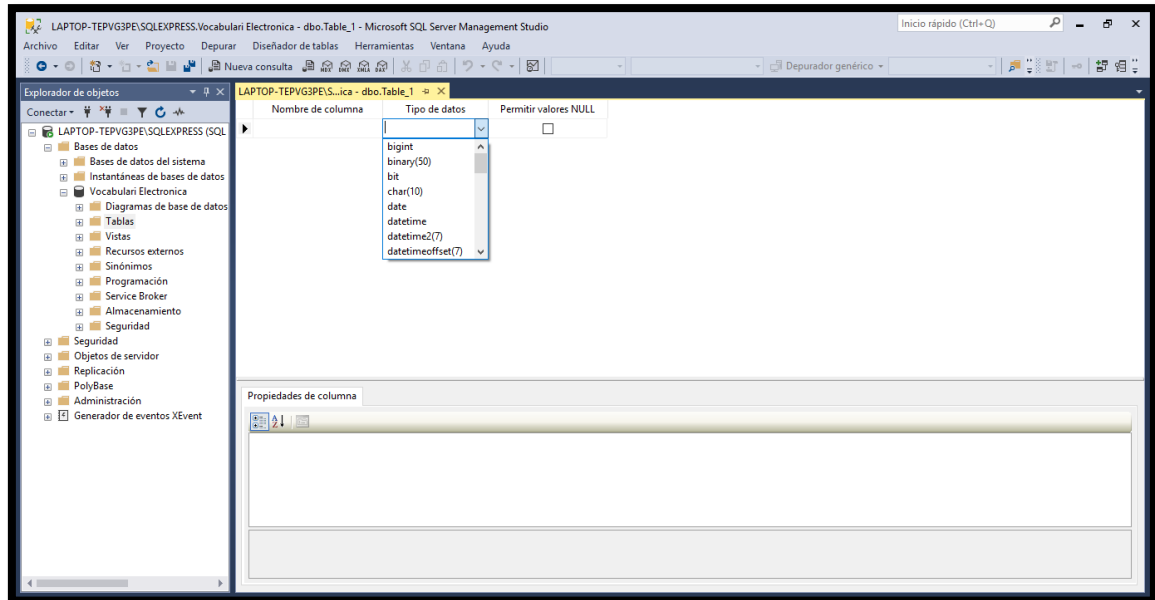 LAPTOP-TEPVG3PE\SQLEXPRESS.Vocabulari Electronica - dbo.Table_1 - Microsoft SQL Server Management Studio
Inicio rápido (Ctrl+Q)
Archivo Editar Ver Proyecto Depurar Diseñador de tablas Herramientas Ventana Ayuda
Nueva consulta
MDX DMX XMLA DAX
Depurador genérico
Explorador de objetos
Conectar
LAPTOP-TEPVG3PE\SQLEXPRESS (SQL
Bases de datos
Bases de datos del sistema
Instantáneas de bases de datos
Vocabulari Electronica
Diagramas de base de datos
Tablas
Vistas
Recursos externos
Sinónimos
Programación
Service Broker
Almacenamiento
Seguridad
Seguridad
Objetos de servidor
Replicación
PolyBase
Administración
Generador de eventos XEvent
LAPTOP-TEPVG3PE\S...ica - dbo.Table_1
Nombre de columna Tipo de datos Permitir valores NULL
bigint
binary(50)
bit
char(10)
date
datetime
datetime2(7)
datetimeoffset(7)
Propiedades de columna